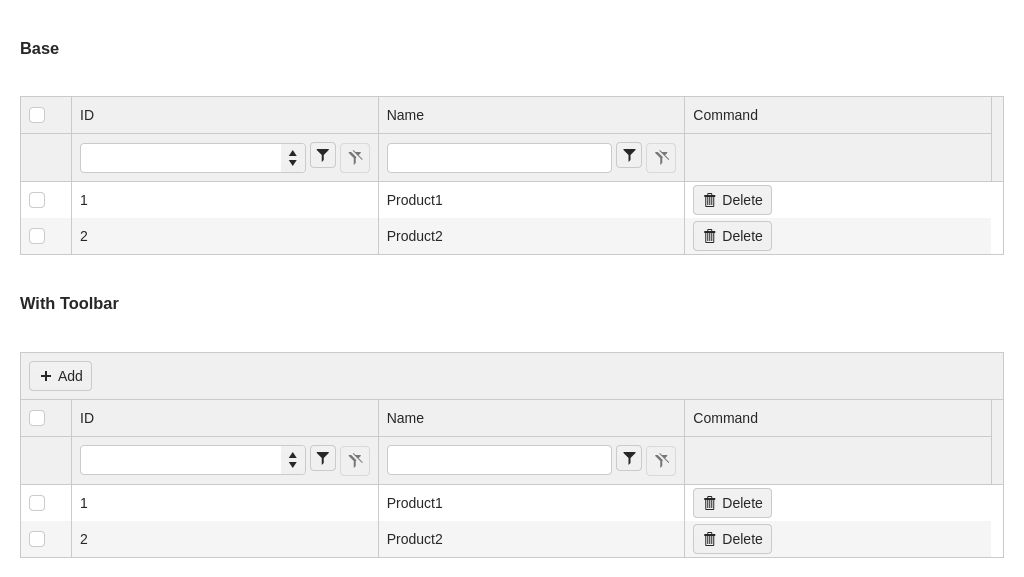 Base
ID Name Command
1 Product1 Delete
2 Product2 Delete
With Toolbar
Add
ID Name Command
1 Product1 Delete
2 Product2 Delete